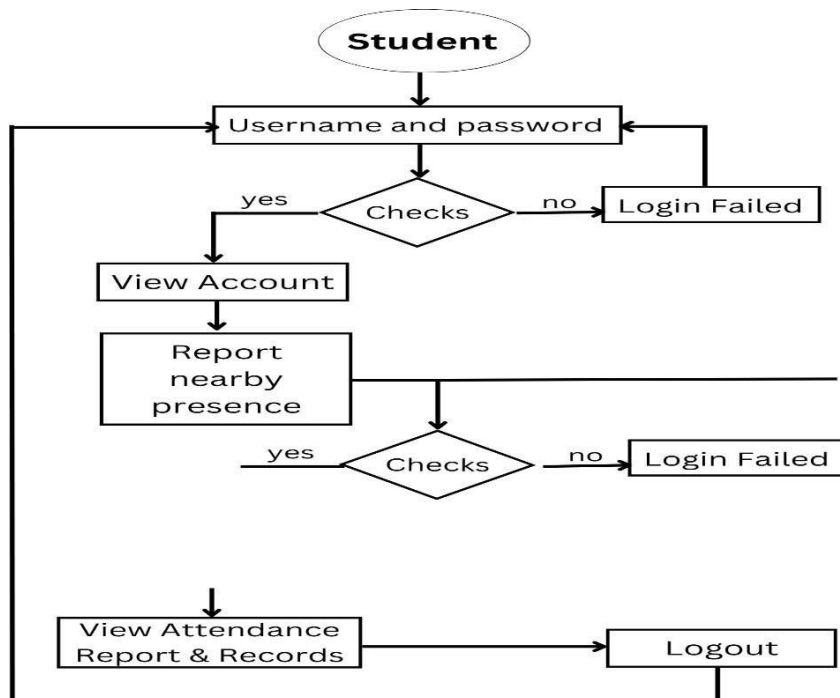 Student
Username and password
yes
Checks
no
Login Failed
View Account
Report
nearby
presence
yes
Checks
no
Login Failed
View Attendance
Report & Records
Logout